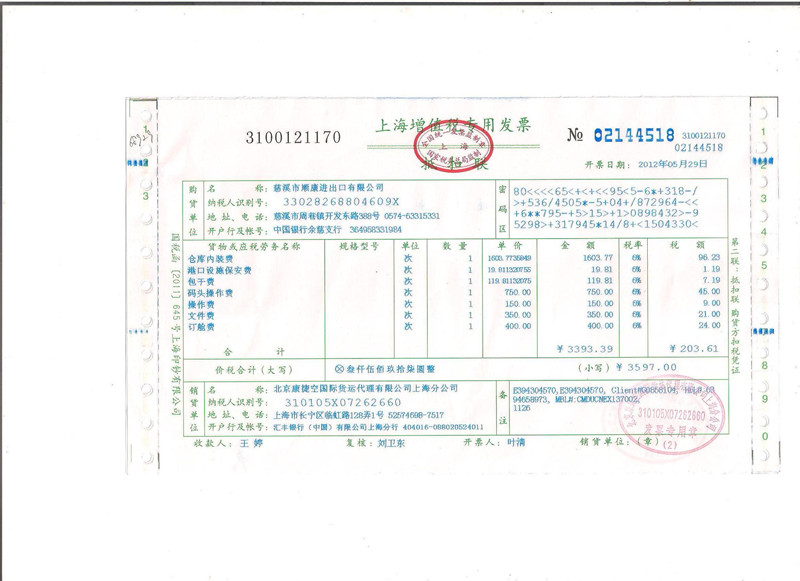 3100121170
上海增值税专用发票
全国统一发票监制章
上海
国家税务总局监制
抵扣联
№ 02144518
3100121170
02144518
开票日期：2012年05月29日
购货单位
名 称：慈溪市顺康进出口有限公司
纳税人识别号：33028268804609X
地 址、电 话：慈溪市周巷镇开发东路388号 0574-63315331
开户行及帐号：中国银行余慈支行 364958331984
密码区
80<<<<65<+<+<<95<5-6*+318-/
>+536/4505*-5+04+/872964-<<
+6**795-+5>15>+1>0898432>-9
5298>+317945*14/8+<1504330<
货物或应税劳务名称 规格型号 单位 数 量 单 价 金 额 税率 税 额
仓库内装费 次 1 1603.7735849 1603.77 6% 96.23
港口设施保安费 次 1 19.811320755 19.81 6% 1.19
包干费 次 1 119.81132075 119.81 6% 7.19
码头操作费 次 1 750.00 750.00 6% 45.00
操作费 次 1 150.00 150.00 6% 9.00
文件费 次 1 350.00 350.00 6% 21.00
订舱费 次 1 400.00 400.00 6% 24.00
合 计 ￥3393.39 ￥203.61
价税合计（大写） ⊗叁仟伍佰玖拾柒圆整 （小写）￥3597.00
销货单位
名 称：北京康捷空国际货运代理有限公司上海分公司
纳税人识别号：310105X07262660
地 址、电 话：上海市长宁区临虹路128弄1号 52574698-7517
开户行及帐号：汇丰银行（中国）有限公司上海分行 404016-088020524011
备注
E394304570,E394304570, Client#G0858104, HBL#:63
94658973, MBL#:CMDUCNEX137002,
1126
310105X07262660
发票专用章
(2)
收款人：王 婷 复核：刘卫东 开票人：叶清 销货单位：（章）
国税函〔2011〕645号上海印钞有限公司
第二联：抵扣联 购货方扣税凭证